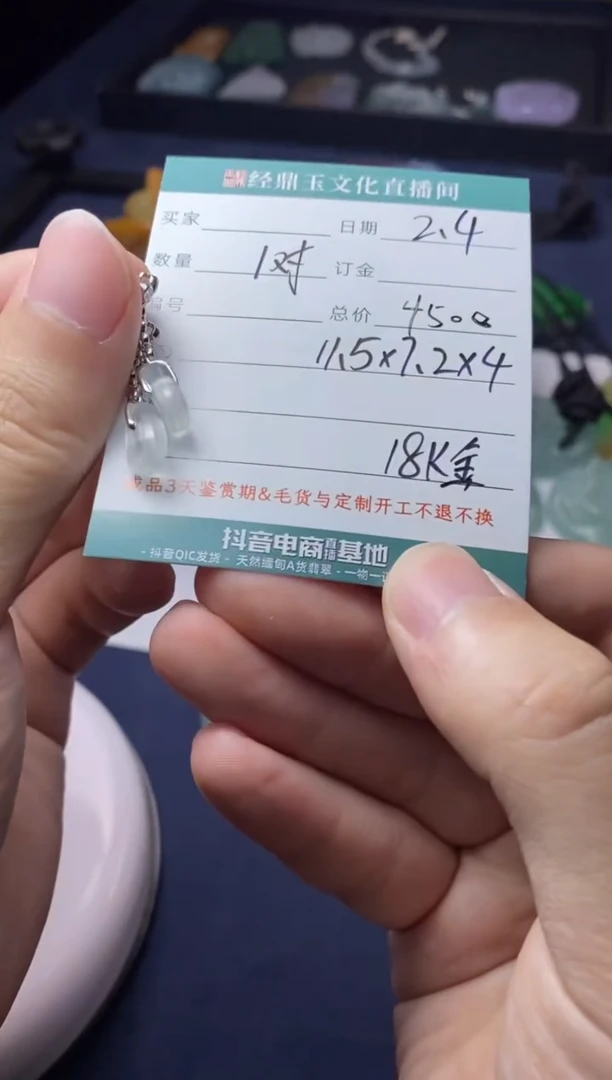 经鼎玉文化直播间
买家 日期 2.4
数量 1对 订金
编号 总价 4500
11.5×7.2×4
18K金
成品3天鉴赏期&毛货与定制开工不退不换
抖音电商直播基地
- 抖音QIC发货 - 天然缅甸A货翡翠 - 一物一